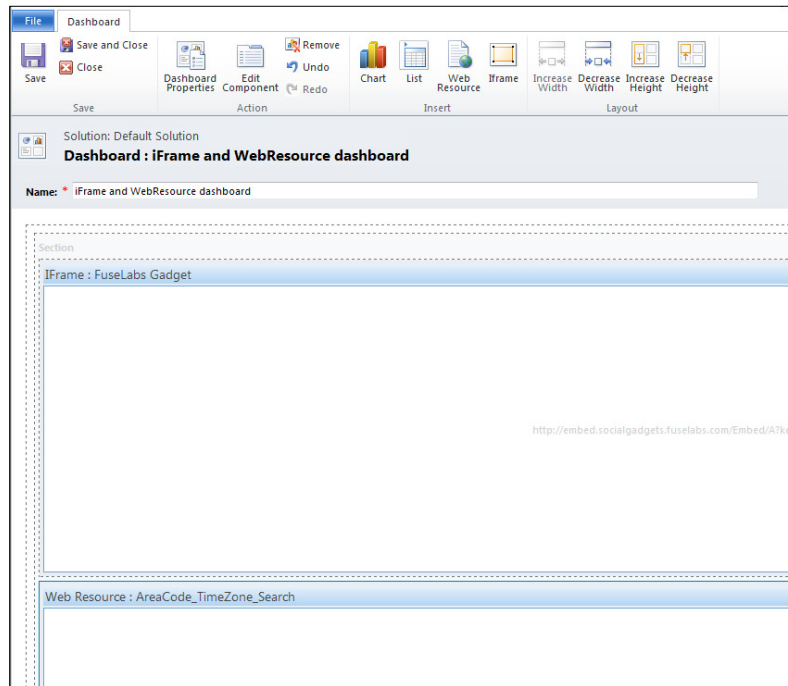 File Dashboard
Save
Save and Close
Close
Save
Dashboard Properties
Edit Component
Remove
Undo
Redo
Action
Chart
List
Web Resource
Iframe
Insert
Increase Width
Decrease Width
Increase Height
Decrease Height
Layout
Solution: Default Solution
Dashboard : iFrame and WebResource dashboard
Name: * iFrame and WebResource dashboard
Section
IFrame : FuseLabs Gadget
http://embed.socialgadgets.fuselabs.com/Embed/A?ke
Web Resource : AreaCode_TimeZone_Search